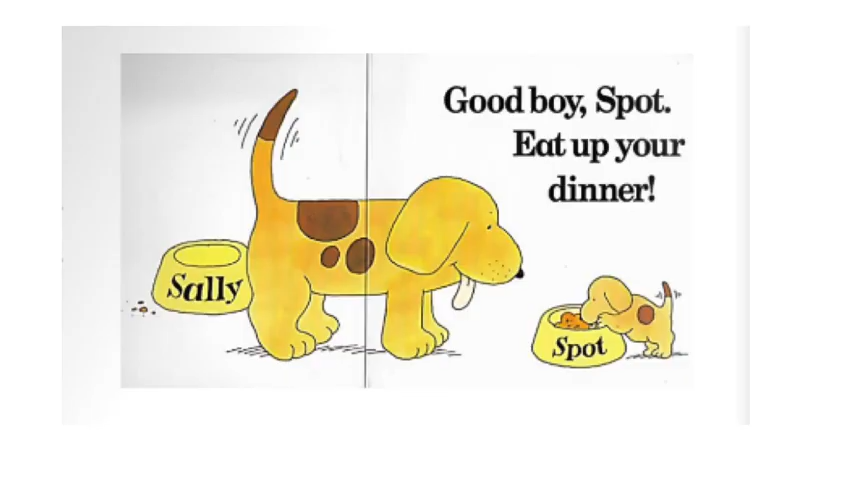 Good boy, Spot.
Eat up your
dinner!
Sally
Spot